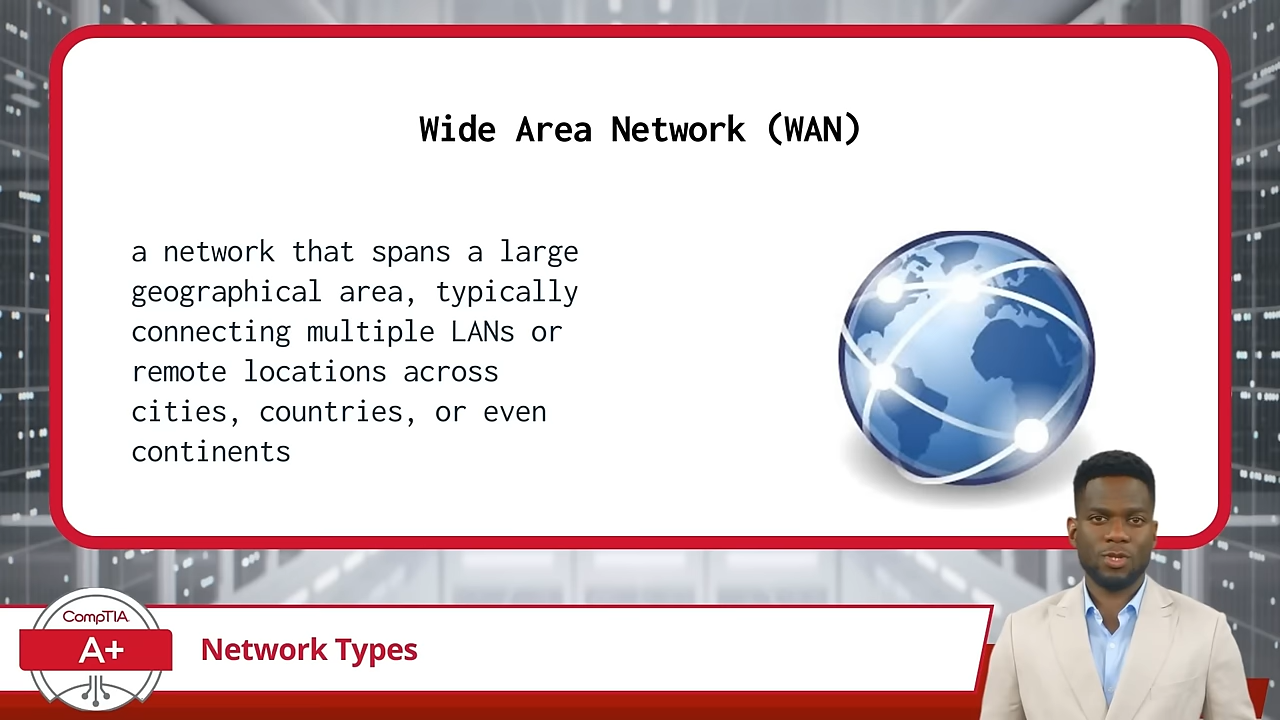 Wide Area Network (WAN)
a network that spans a large
geographical area, typically
connecting multiple LANs or
remote locations across
cities, countries, or even
continents
CompTIA
A+
Network Types